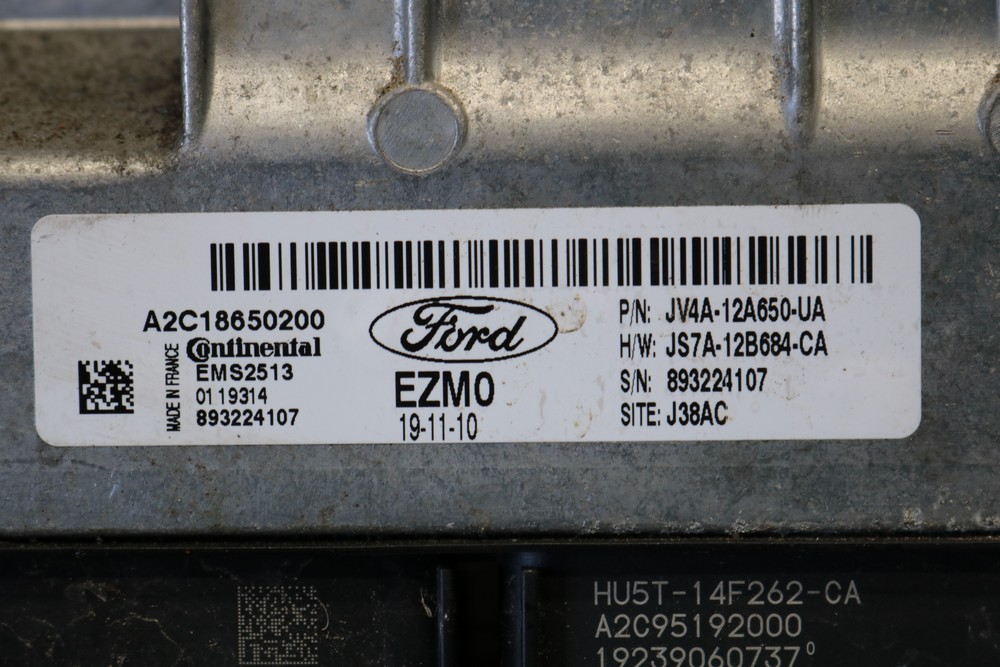 A2C18650200
Continental
MADE IN FRANCE
EMS2513
01 19314
893224107
Ford
EZM0
19-11-10
P/N: JV4A-12A650-UA
H/W: JS7A-12B684-CA
S/N: 893224107
SITE: J38AC
HU5T-14F262-CA
A2C95192000
19239060737⁰